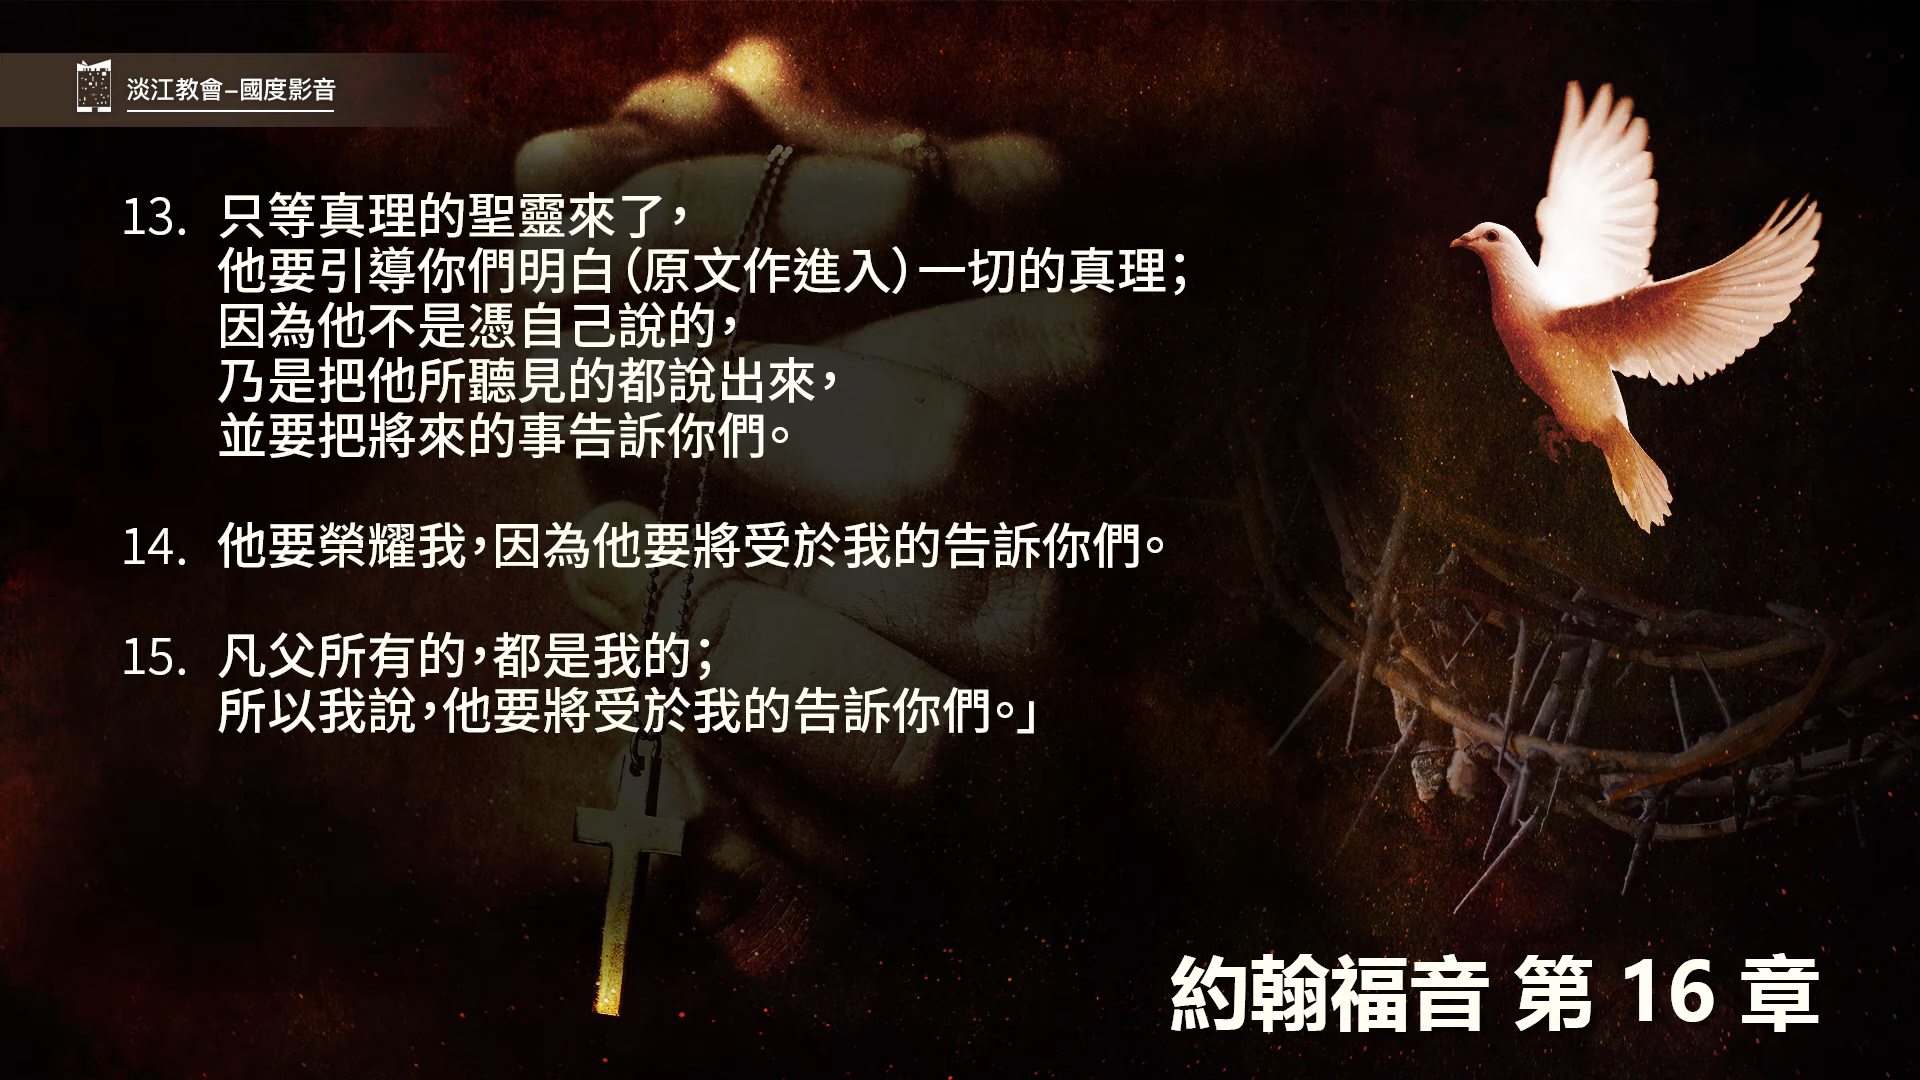 淡江教會–國度影音
13. 只等真理的聖靈來了，
他要引導你們明白（原文作進入）一切的真理；
因為他不是憑自己說的，
乃是把他所聽見的都說出來，
並要把將來的事告訴你們。
14. 他要榮耀我，因為他要將受於我的告訴你們。
15. 凡父所有的，都是我的；
所以我說，他要將受於我的告訴你們。」
約翰福音 第 16 章